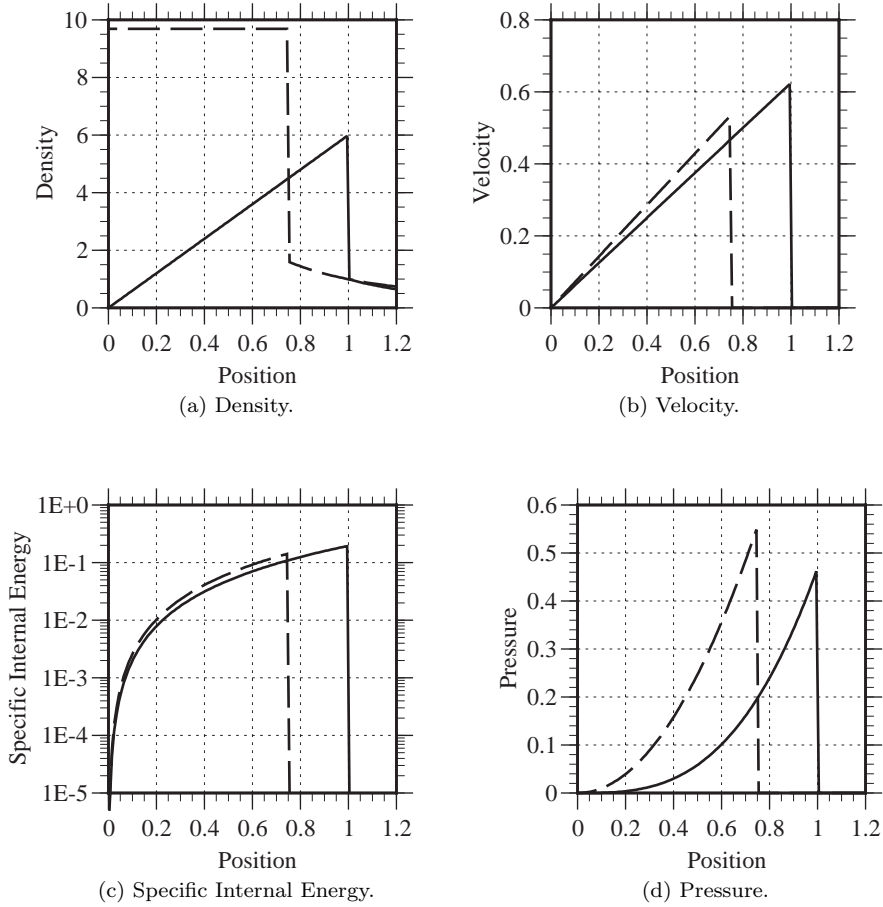 10
8
6
4
2
0
Density
0 0.2 0.4 0.6 0.8 1 1.2
Position
(a) Density.
0.8
0.6
0.4
0.2
0
Velocity
0 0.2 0.4 0.6 0.8 1 1.2
Position
(b) Velocity.
1E+0
1E-1
1E-2
1E-3
1E-4
1E-5
Specific Internal Energy
0 0.2 0.4 0.6 0.8 1 1.2
Position
(c) Specific Internal Energy.
0.6
0.5
0.4
0.3
0.2
0.1
0
Pressure
0 0.2 0.4 0.6 0.8 1 1.2
Position
(d) Pressure.